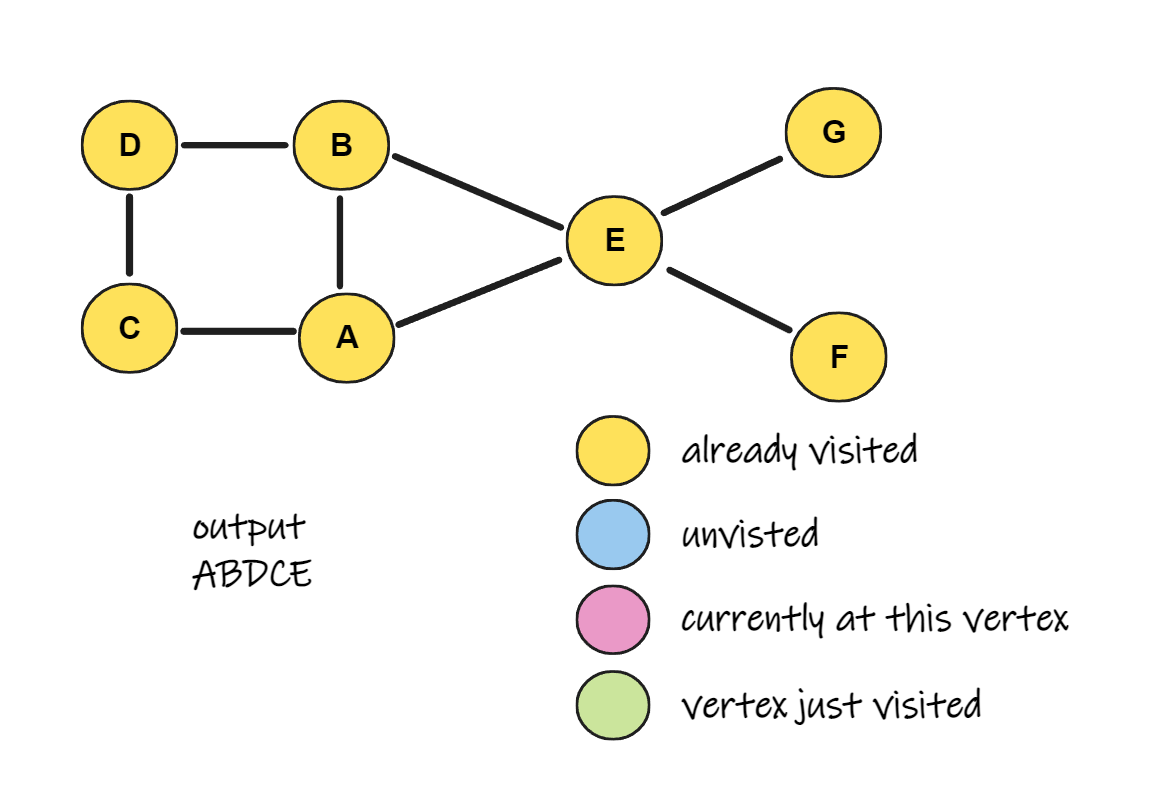 G
D
B
E
C
A
F
already visited
unvisted
output
ABDCE
currently at this vertex
vertex just visited